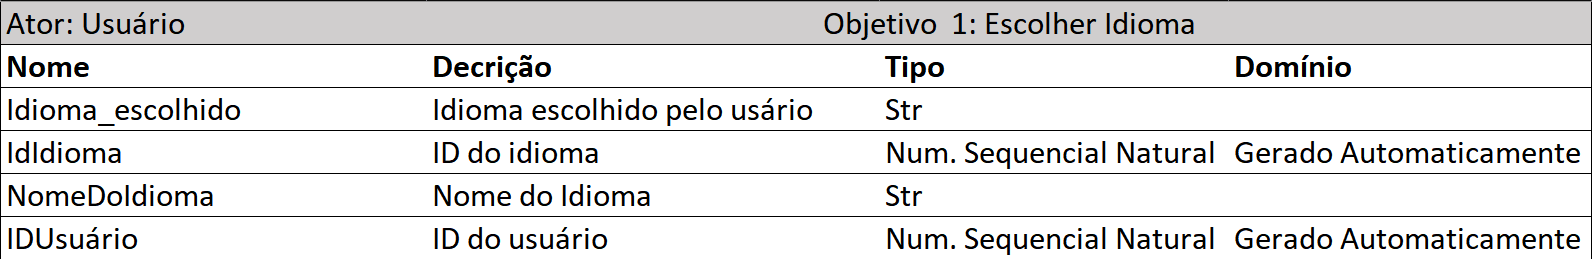 Ator: Usuário Objetivo 1: Escolher Idioma
Nome Decrição Tipo Domínio
Idioma_escolhido Idioma escolhido pelo usário Str
IdIdioma ID do idioma Num. Sequencial Natural Gerado Automaticamente
NomeDoIdioma Nome do Idioma Str
IDUsuário ID do usuário Num. Sequencial Natural Gerado Automaticamente